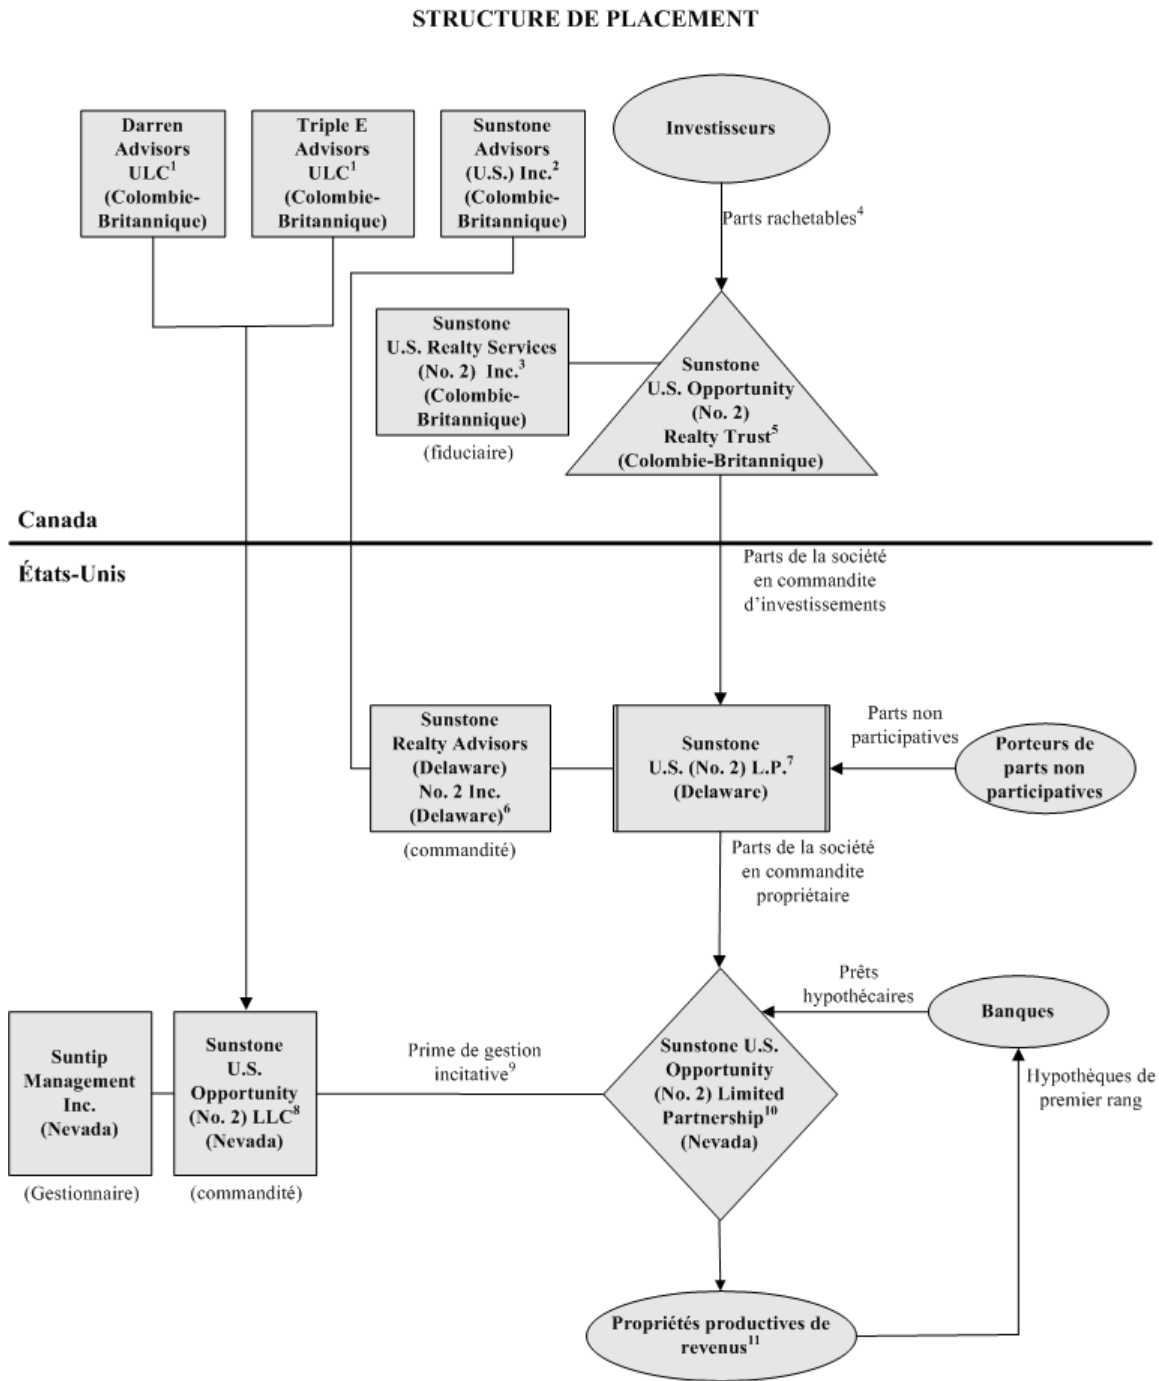 STRUCTURE DE PLACEMENT
Darren
Advisors
ULC1
(Colombie-
Britannique)
Triple E
Advisors
ULC1
(Colombie-
Britannique)
Sunstone
Advisors
(U.S.) Inc.2
(Colombie-
Britannique)
Investisseurs
Parts rachetables4
Sunstone
U.S. Realty Services
(No. 2) Inc.3
(Colombie-
Britannique)
(fiduciaire)
Sunstone
U.S. Opportunity
(No. 2)
Realty Trust5
(Colombie-Britannique)
Canada
États-Unis
Parts de la société
en commandite
d’investissements
Sunstone
Realty Advisors
(Delaware)
No. 2 Inc.
(Delaware)6
(commandité)
Sunstone
U.S. (No. 2) L.P.7
(Delaware)
Parts non
participatives
Porteurs de
parts non
participatives
Parts de la société
en commandite
propriétaire
Prêts
hypothécaires
Banques
Suntip
Management
Inc.
(Nevada)
(Gestionnaire)
Sunstone
U.S.
Opportunity
(No. 2) LLC8
(Nevada)
(commandité)
Prime de gestion
incitative9
Sunstone U.S.
Opportunity
(No. 2) Limited
Partnership10
(Nevada)
Hypothèques de
premier rang
Propriétés productives de
revenus11